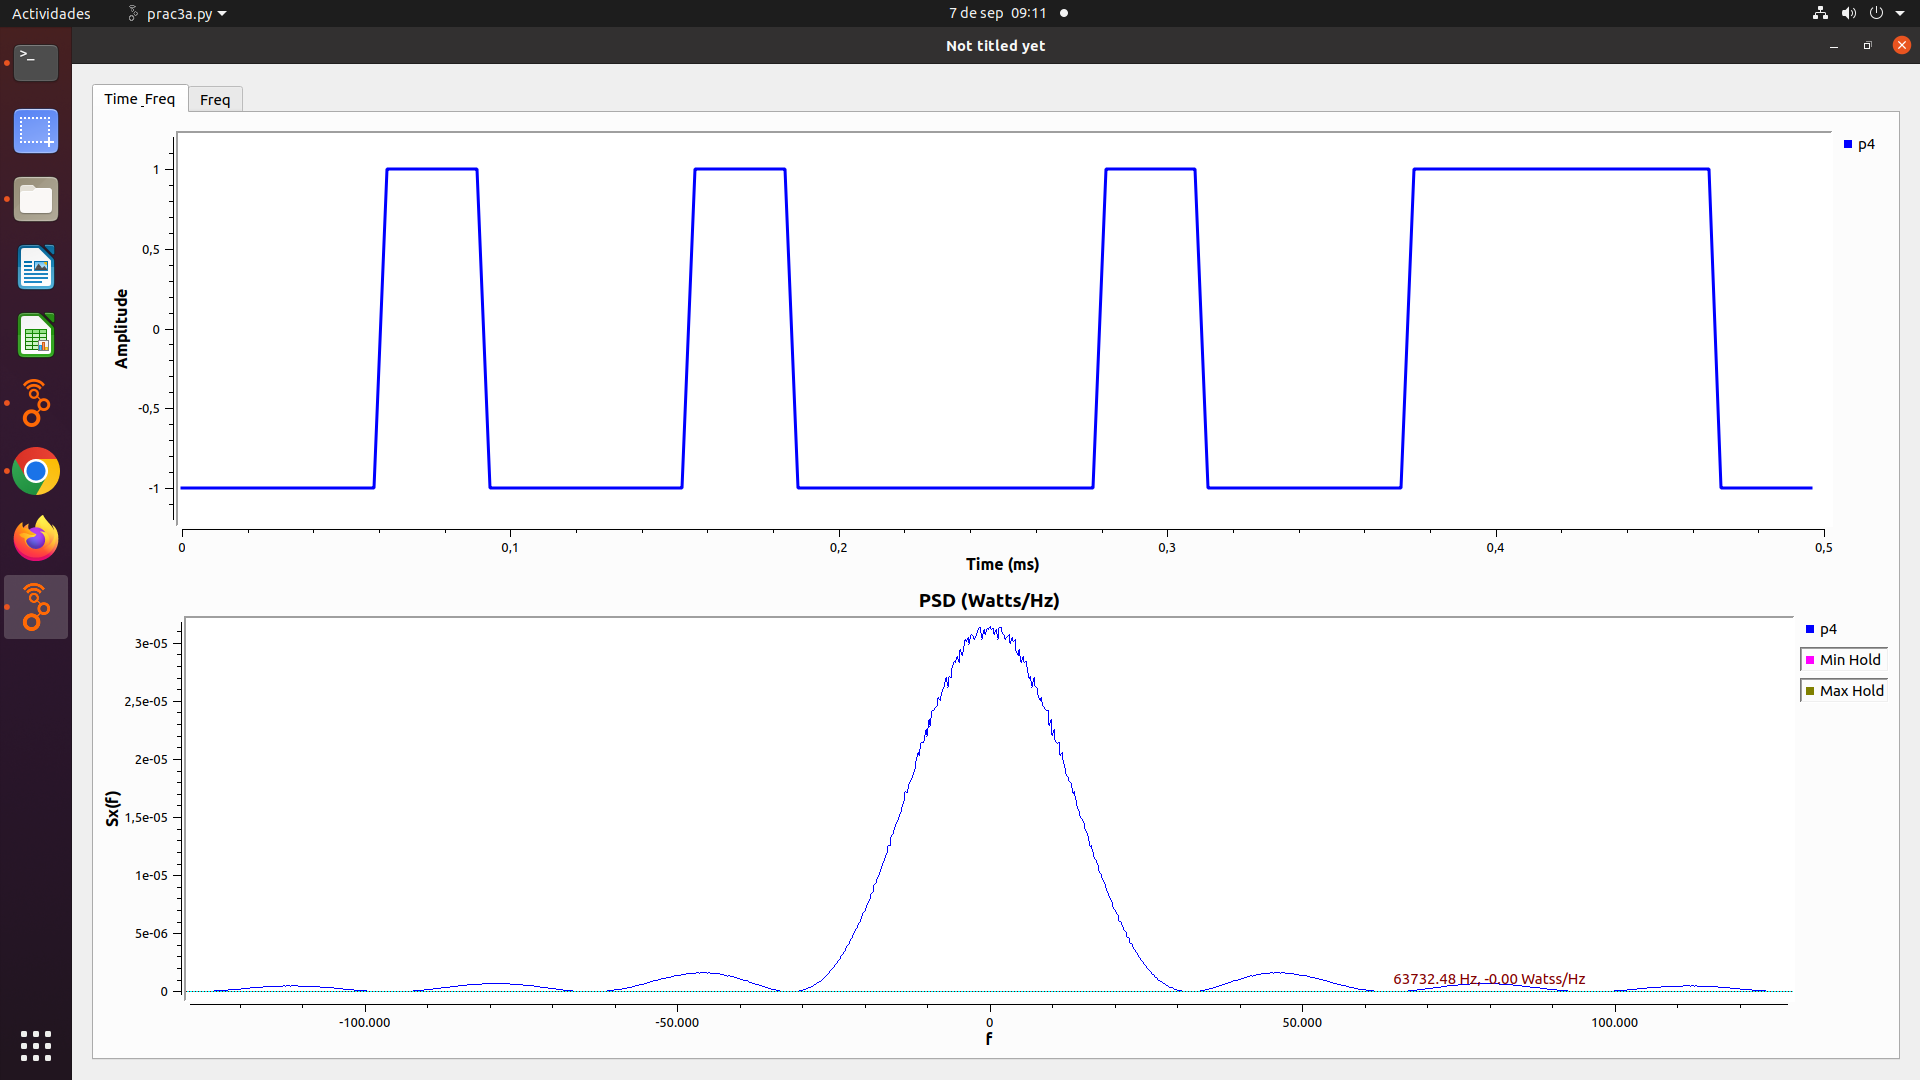 Actividades
prac3a.py
7 de sep 09:11
Not titled yet
Time_Freq
Freq
p4
1
0,5
0
-0,5
-1
Amplitude
0
0,1
0,2
0,3
0,4
0,5
Time (ms)
PSD (Watts/Hz)
p4
Min Hold
Max Hold
3e-05
2,5e-05
2e-05
1,5e-05
1e-05
5e-06
0
Sx(f)
63732.48 Hz, -0.00 Watss/Hz
-100.000
-50.000
0
50.000
100.000
f